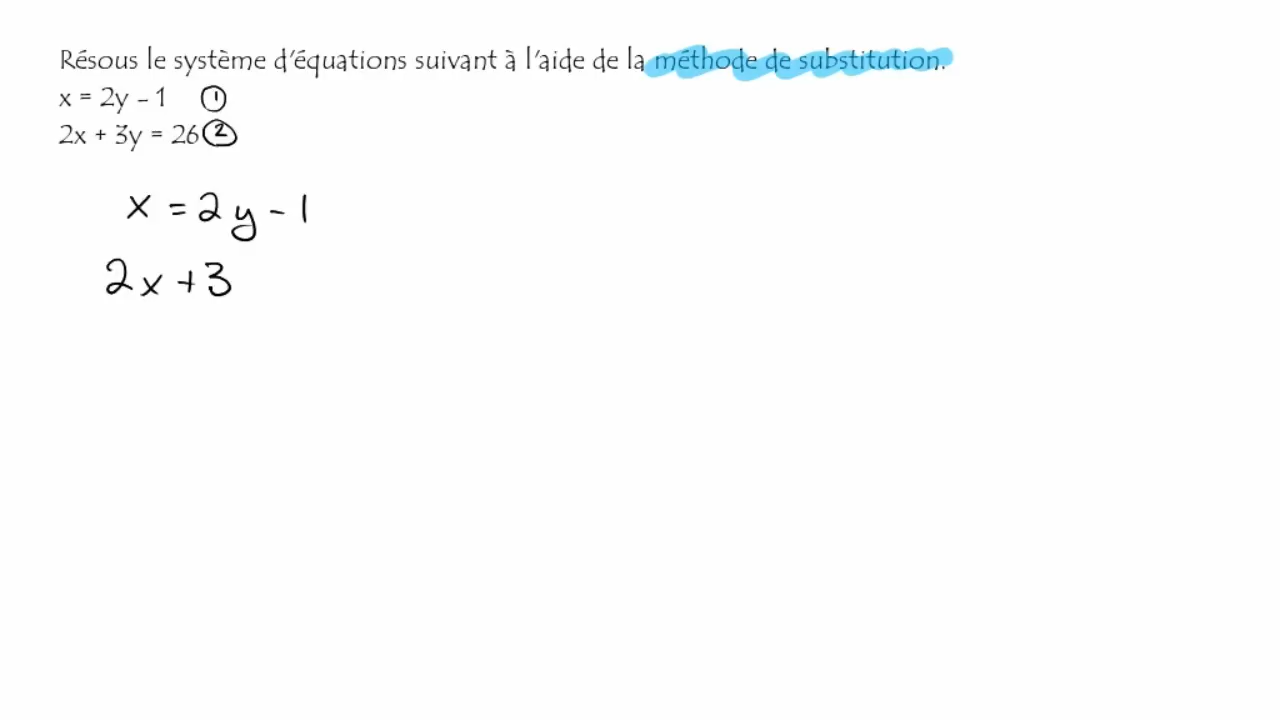 Résous le système d'équations suivant à l'aide de la méthode de substitution.
x = 2y - 1 ①
2x + 3y = 26 ②
x = 2y - 1
2x + 3